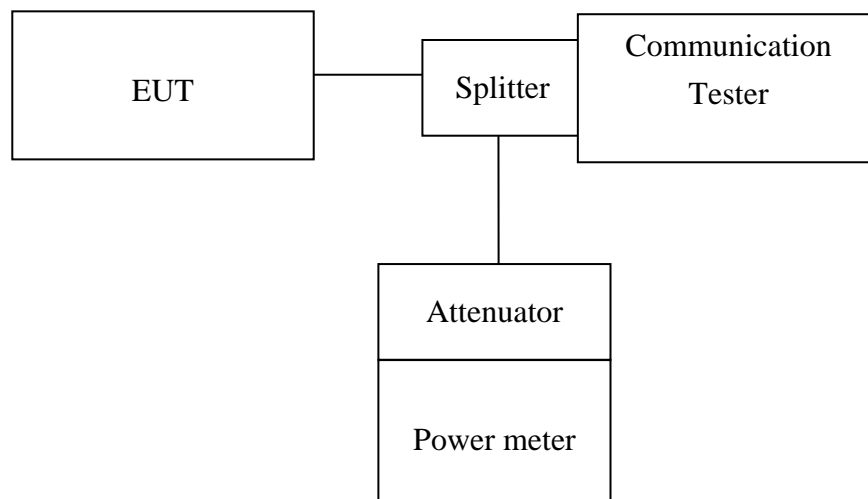 EUT
Splitter
Communication
Tester
Attenuator
Power meter